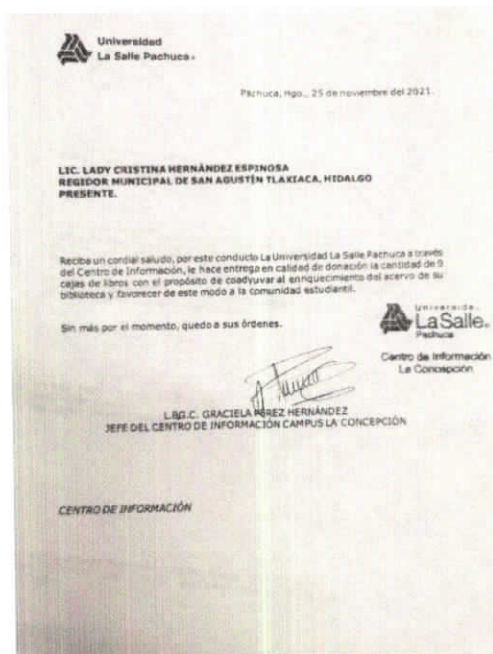 Universidad
La Salle Pachuca.
Pachuca, Hgo., 25 de noviembre del 2021.
LIC. LADY CRISTINA HERNÁNDEZ ESPINOSA
REGIDOR MUNICIPAL DE SAN AGUSTÍN TLAXIACA, HIDALGO
PRESENTE.
Reciba un cordial saludo, por este conducto La Universidad La Salle Pachuca a través
del Centro de Información, le hace entrega en calidad de donación la cantidad de 9
cajas de libros con el propósito de coadyuvar al enriquecimiento del acervo de su
biblioteca y favorecer de este modo a la comunidad estudiantil.
Sin más por el momento, quedo a sus órdenes.
Universida.
La Salle.
Pachuca
Centro de Información
La Concepción
GRACIELA PÉREZ HERNÁNDEZ
JEFE DEL CENTRO DE INFORMACIÓN CAMPUS LA CONCEPCIÓN
CENTRO DE INFORMACIÓN